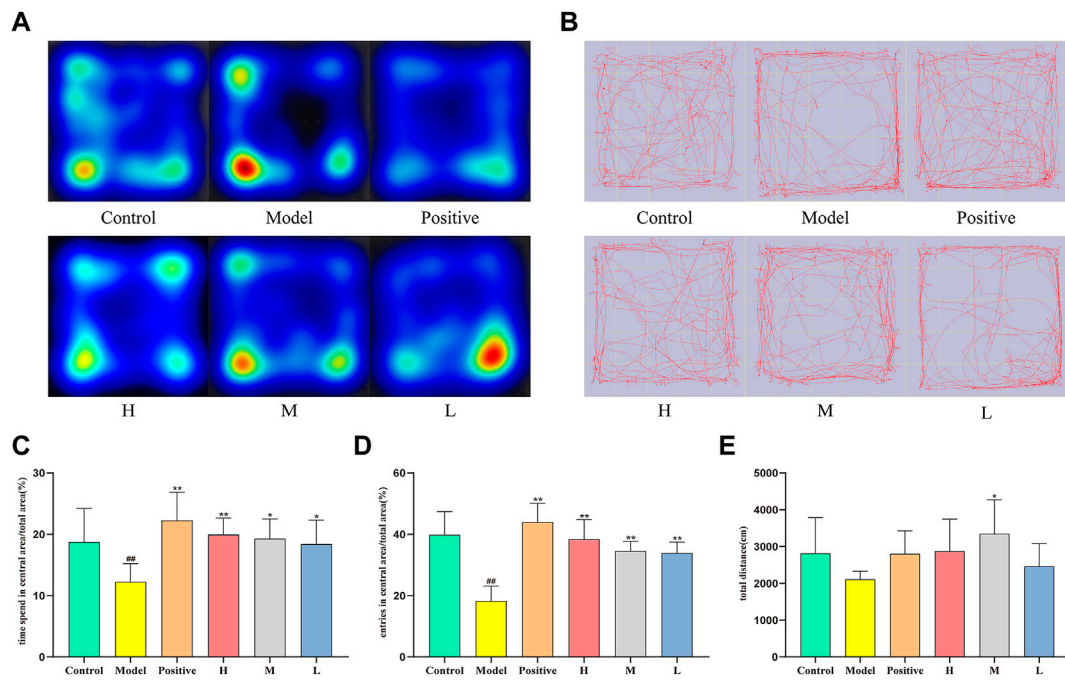 A
B
Control Model Positive
Control Model Positive
H M L
H M L
C
D
E
time spend in central area/total area(%)
30
20
10
0
**
##
**
*
*
Control Model Positive H M L
entries in central area/total area(%)
60
40
20
0
**
##
**
**
**
Control Model Positive H M L
total distance(cm)
5000
4000
3000
2000
1000
0
*
Control Model Positive H M L